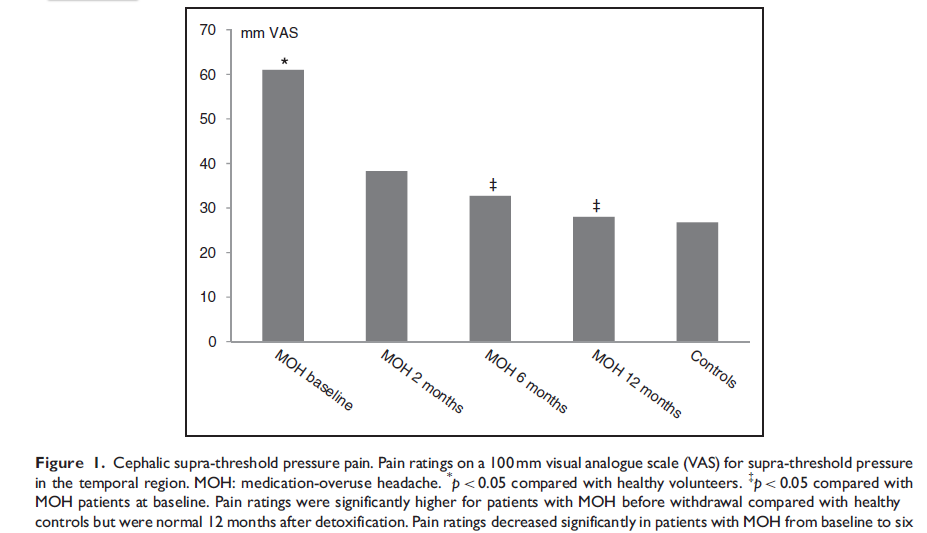 70
mm VAS
*
60
50
40
‡
30
‡
20
10
0
MOH baseline
MOH 2 months
MOH 6 months
MOH 12 months
Controls
Figure 1. Cephalic supra-threshold pressure pain. Pain ratings on a 100 mm visual analogue scale (VAS) for supra-threshold pressure
in the temporal region. MOH: medication-overuse headache. *p < 0.05 compared with healthy volunteers. ‡p < 0.05 compared with
MOH patients at baseline. Pain ratings were significantly higher for patients with MOH before withdrawal compared with healthy
controls but were normal 12 months after detoxification. Pain ratings decreased significantly in patients with MOH from baseline to six